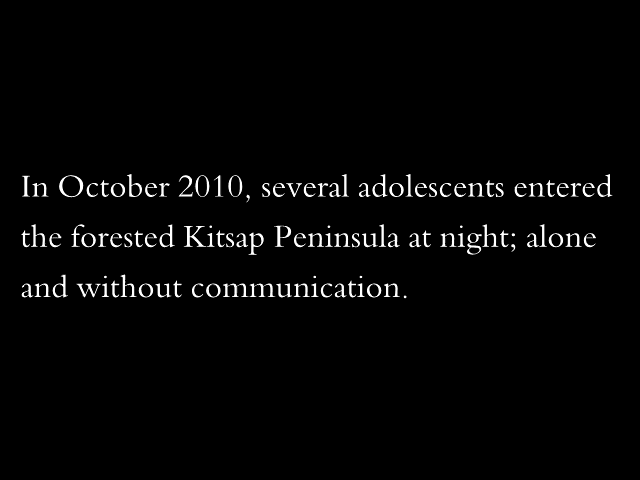 In October 2010, several adolescents entered
the forested Kitsap Peninsula at night; alone
and without communication.